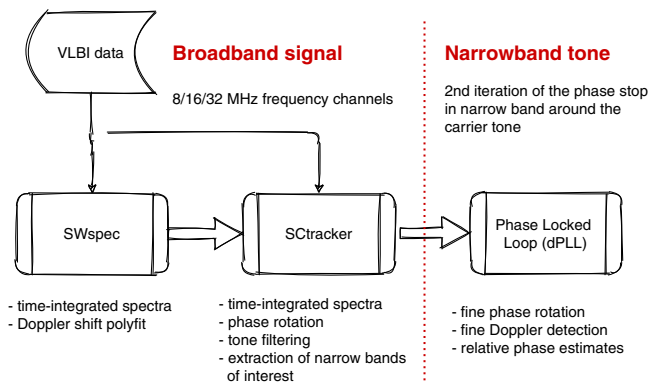 VLBI data
Broadband signal
8/16/32 MHz frequency channels
Narrowband tone
2nd iteration of the phase stop
in narrow band around the
carrier tone
SWspec
SCtracker
Phase Locked
Loop (dPLL)
- time-integrated spectra
- Doppler shift polyfit
- time-integrated spectra
- phase rotation
- tone filtering
- extraction of narrow bands
of interest
- fine phase rotation
- fine Doppler detection
- relative phase estimates